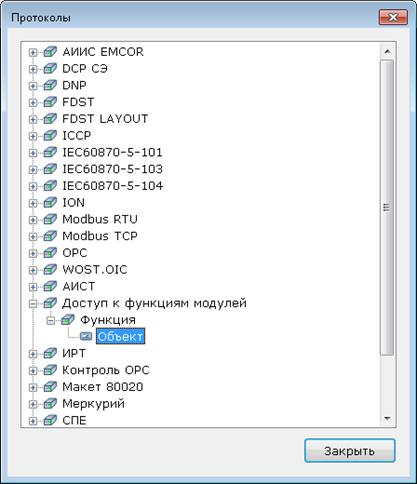 Протоколы
АИИС EMCOR
DCP СЭ
DNP
FDST
FDST LAYOUT
ICCP
IEC60870-5-101
IEC60870-5-103
IEC60870-5-104
ION
Modbus RTU
Modbus TCP
OPC
WOST.OIC
АИСТ
Доступ к функциям модулей
Функция
Объект
ИРТ
Контроль OPC
Макет 80020
Меркурий
СПЕ
Закрыть